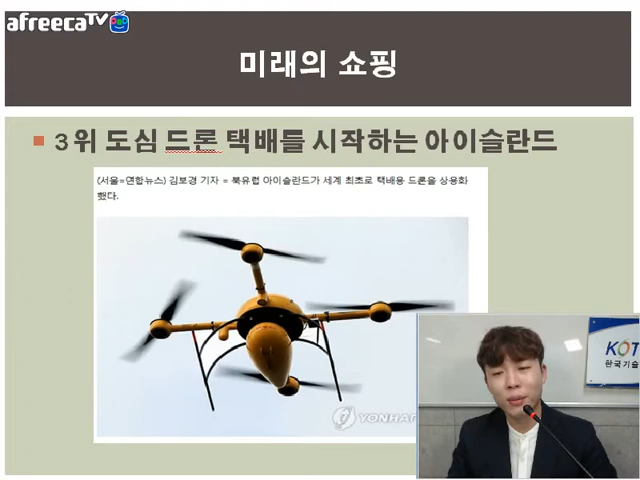 afreecaTV
미래의 쇼핑
3위 도심 드론 택배를 시작하는 아이슬란드
(서울=연합뉴스) 김보경 기자 = 북유럽 아이슬란드가 세계 최초로 택배용 드론을 상용화
했다.
YONHAP
KOT
한국기술